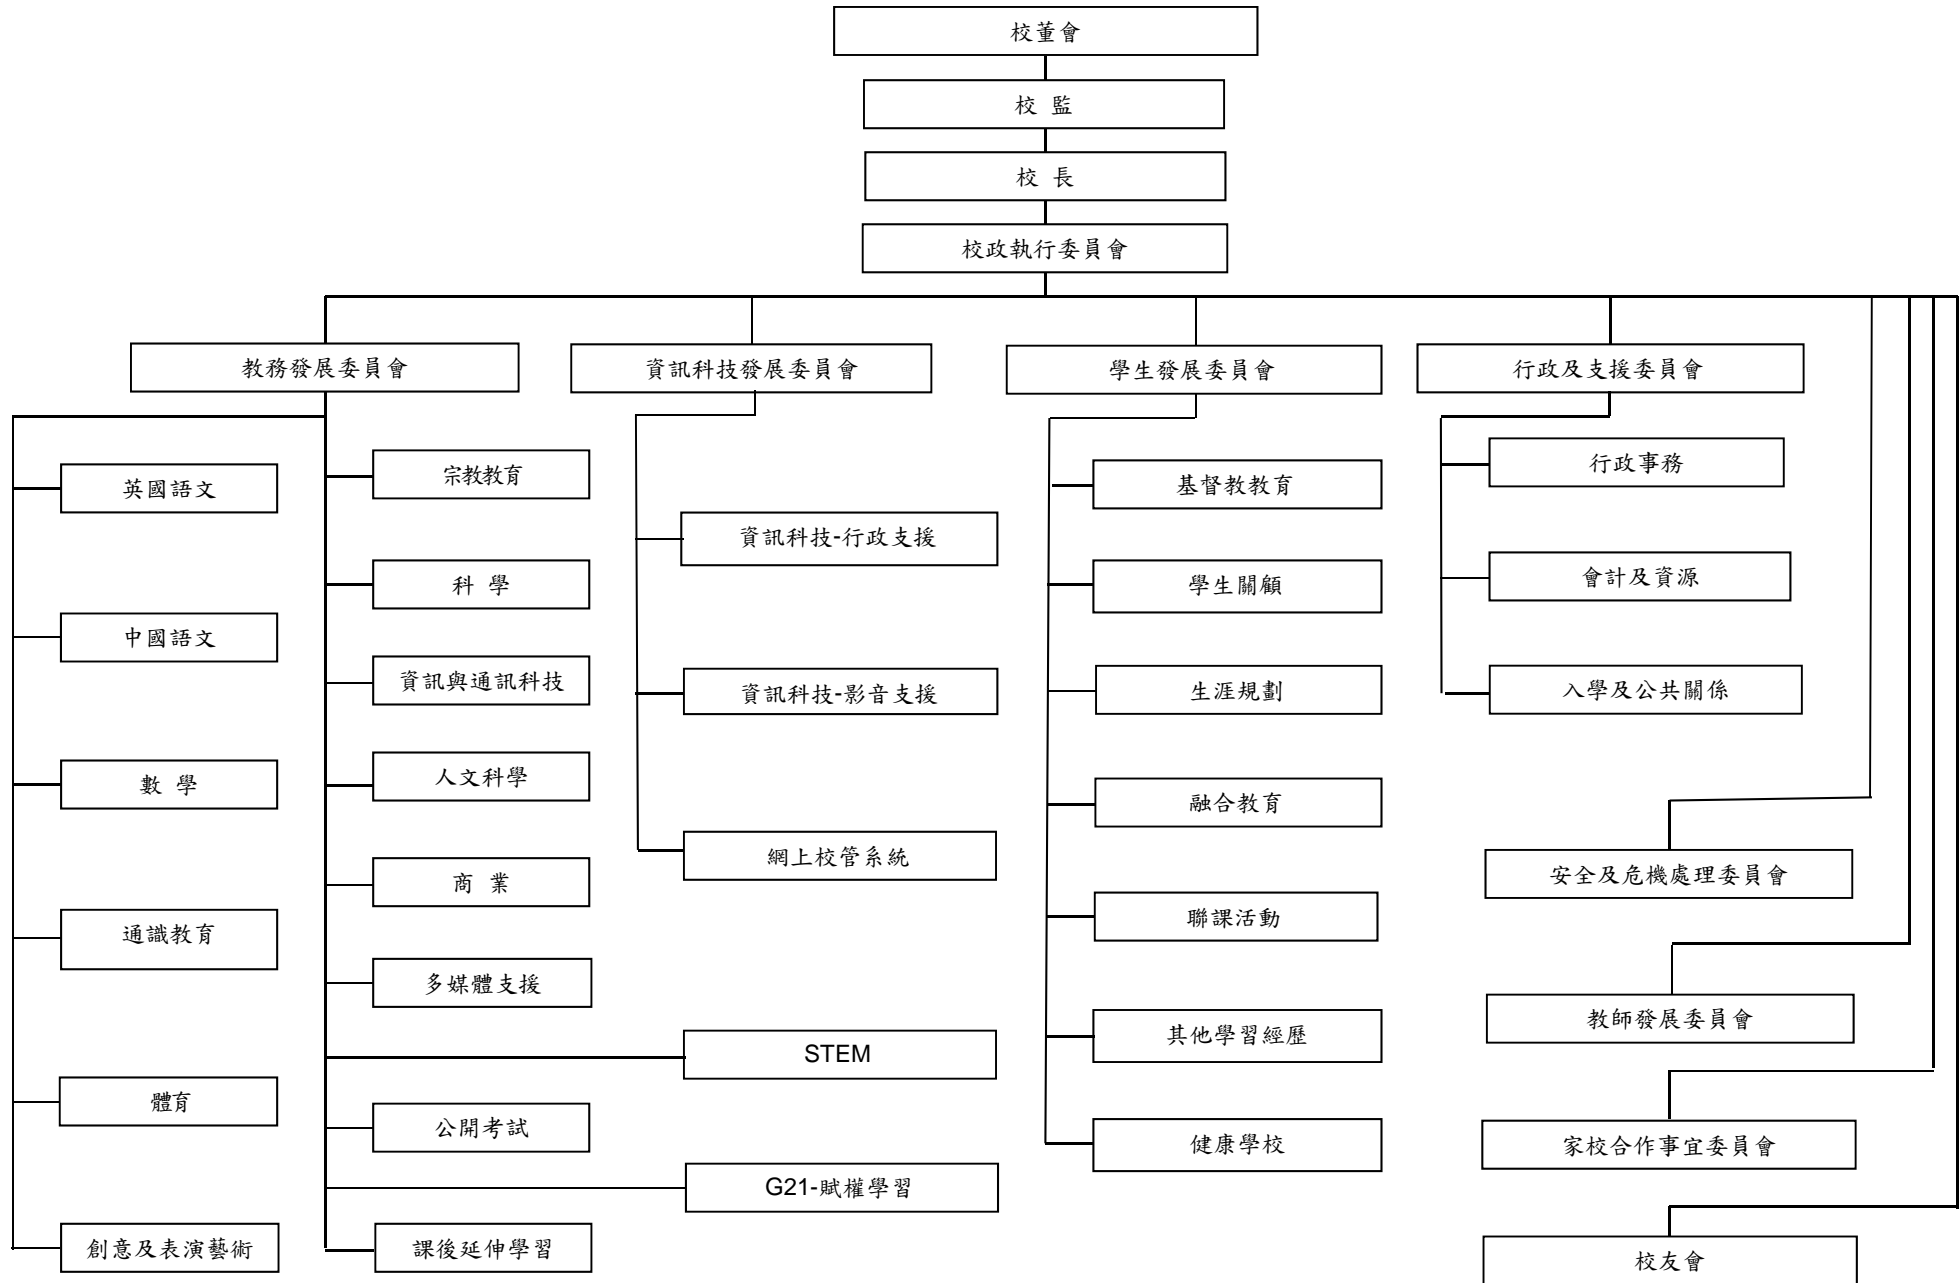 校董會
校 監
校 長
校政執行委員會
教務發展委員會
資訊科技發展委員會
學生發展委員會
行政及支援委員會
英國語文
中國語文
數 學
通識教育
體育
創意及表演藝術
宗教教育
科 學
資訊與通訊科技
人文科學
商 業
多媒體支援
STEM
公開考試
G21-賦權學習
課後延伸學習
資訊科技-行政支援
資訊科技-影音支援
網上校管系統
基督教教育
學生關顧
生涯規劃
融合教育
聯課活動
其他學習經歷
健康學校
行政事務
會計及資源
入學及公共關係
安全及危機處理委員會
教師發展委員會
家校合作事宜委員會
校友會